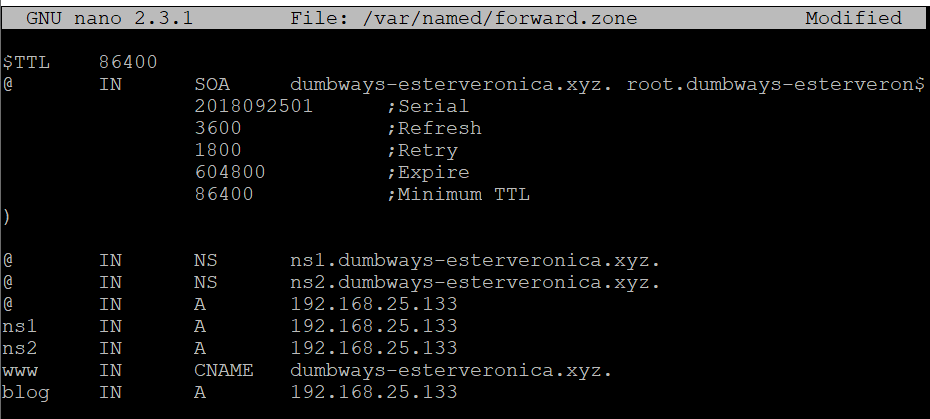 GNU nano 2.3.1 File: /var/named/forward.zone Modified
$TTL 86400
@ IN SOA dumbways-esterveronica.xyz. root.dumbways-esterveron$
2018092501 ;Serial
3600 ;Refresh
1800 ;Retry
604800 ;Expire
86400 ;Minimum TTL
)
@ IN NS ns1.dumbways-esterveronica.xyz.
@ IN NS ns2.dumbways-esterveronica.xyz.
@ IN A 192.168.25.133
ns1 IN A 192.168.25.133
ns2 IN A 192.168.25.133
www IN CNAME dumbways-esterveronica.xyz.
blog IN A 192.168.25.133